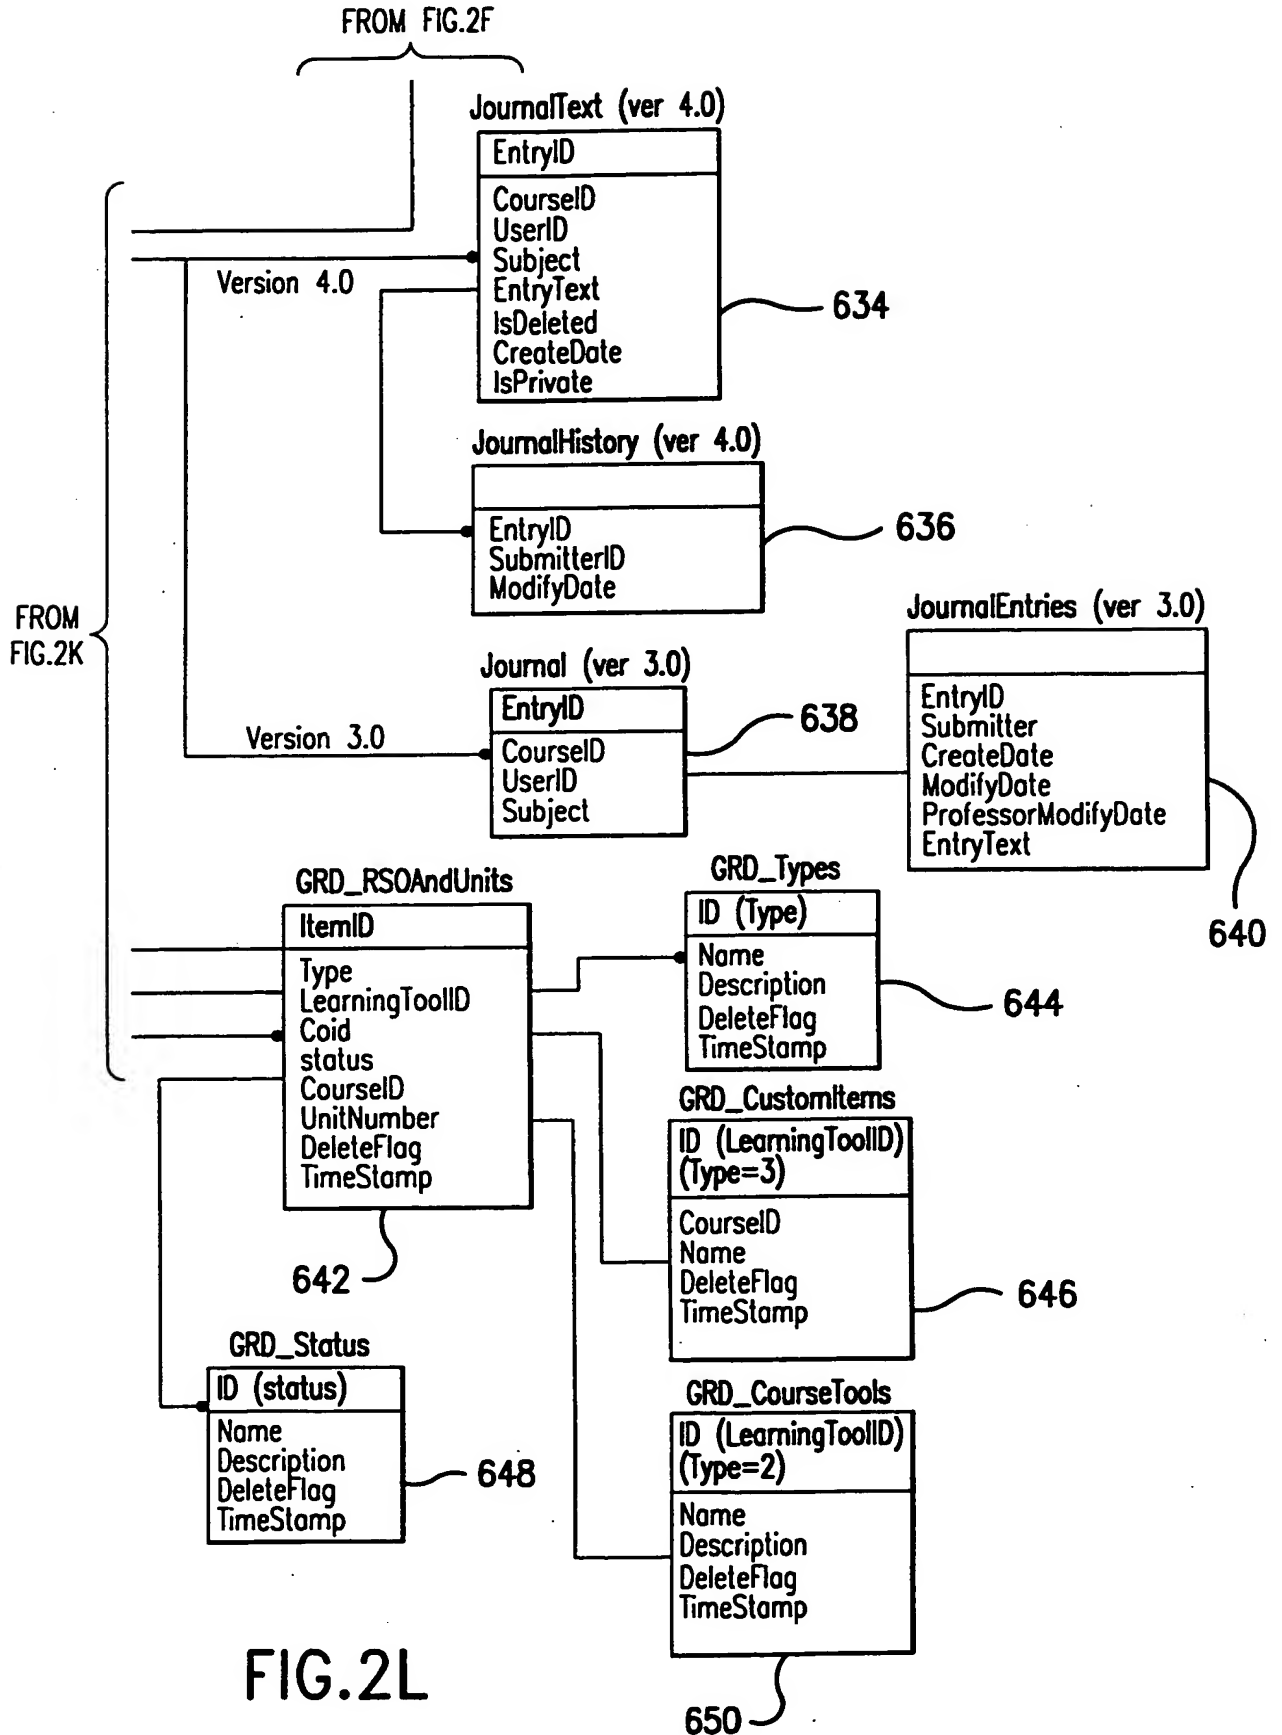 FROM FIG.2F
JournalText (ver 4.0)
EntryID
CourseID
UserID
Subject
EntryText
IsDeleted
CreateDate
IsPrivate
Version 4.0
634
JournalHistory (ver 4.0)
EntryID
SubmitterID
ModifyDate
636
FROM
FIG.2K
JournalEntries (ver 3.0)
EntryID
Submitter
CreateDate
ModifyDate
ProfessorModifyDate
EntryText
640
Journal (ver 3.0)
EntryID
CourseID
UserID
Subject
638
Version 3.0
GRD_RSOAndUnits
ItemID
Type
LearningToolID
Coid
status
CourseID
UnitNumber
DeleteFlag
TimeStamp
642
GRD_Types
ID (Type)
Name
Description
DeleteFlag
TimeStamp
644
GRD_CustomItems
ID (LearningToolID)
(Type=3)
CourseID
Name
DeleteFlag
TimeStamp
646
GRD_Status
ID (status)
Name
Description
DeleteFlag
TimeStamp
648
GRD_CourseTools
ID (LearningToolID)
(Type=2)
Name
Description
DeleteFlag
TimeStamp
650
FIG.2L